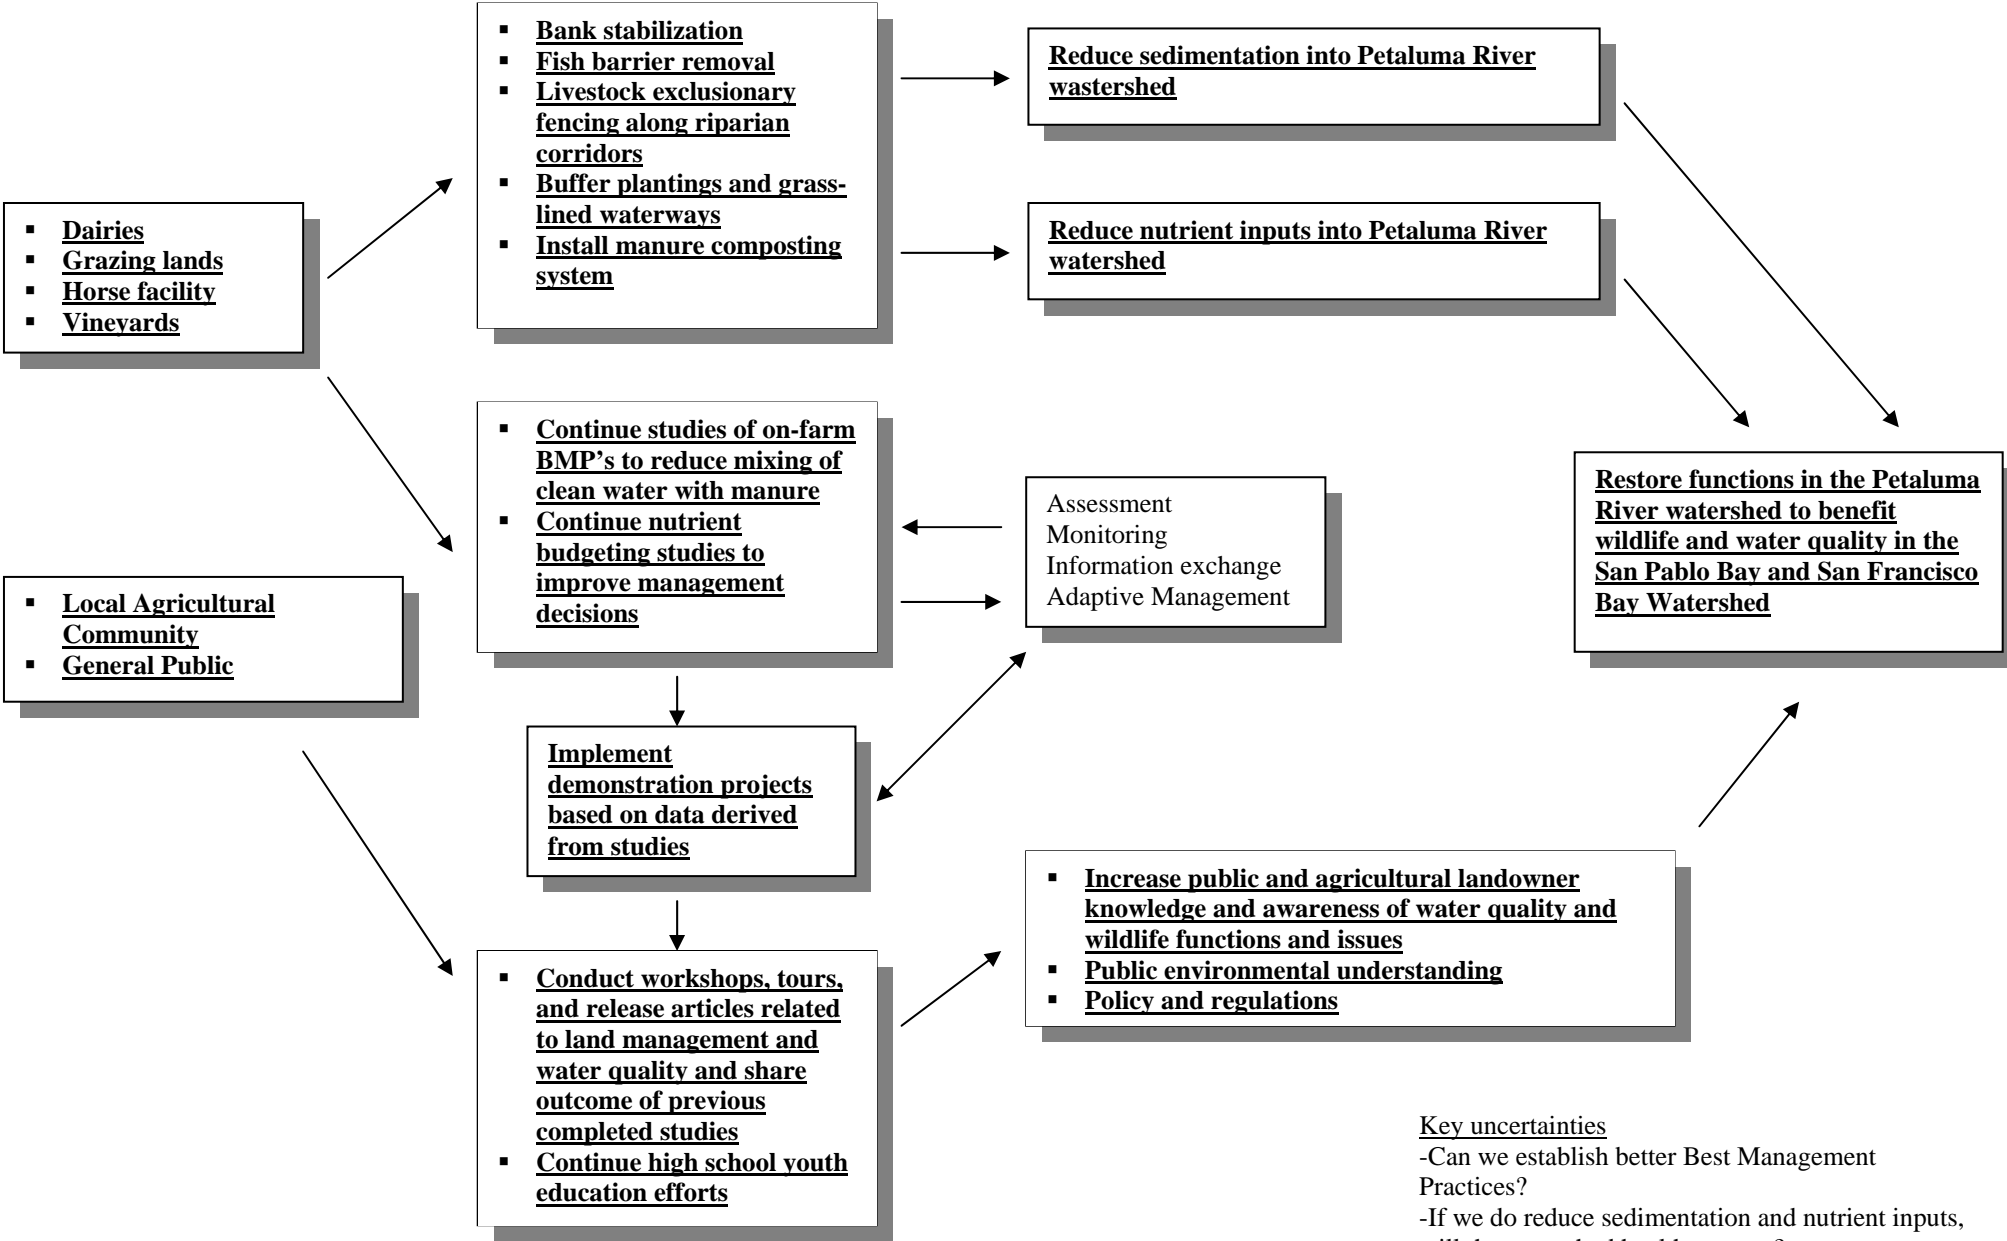 ▪ Bank stabilization
▪ Fish barrier removal
▪ Livestock exclusionary
fencing along riparian
corridors
▪ Buffer plantings and grass-
lined waterways
▪ Install manure composting
system
Reduce sedimentation into Petaluma River
wastershed
Reduce nutrient inputs into Petaluma River
watershed
▪ Dairies
▪ Grazing lands
▪ Horse facility
▪ Vineyards
▪ Continue studies of on-farm
BMP’s to reduce mixing of
clean water with manure
▪ Continue nutrient
budgeting studies to
improve management
decisions
Assessment
Monitoring
Information exchange
Adaptive Management
Restore functions in the Petaluma
River watershed to benefit
wildlife and water quality in the
San Pablo Bay and San Francisco
Bay Watershed
▪ Local Agricultural
Community
▪ General Public
Implement
demonstration projects
based on data derived
from studies
▪ Increase public and agricultural landowner
knowledge and awareness of water quality and
wildlife functions and issues
▪ Public environmental understanding
▪ Policy and regulations
▪ Conduct workshops, tours,
and release articles related
to land management and
water quality and share
outcome of previous
completed studies
▪ Continue high school youth
education efforts
Key uncertainties
-Can we establish better Best Management
Practices?
-If we do reduce sedimentation and nutrient inputs,